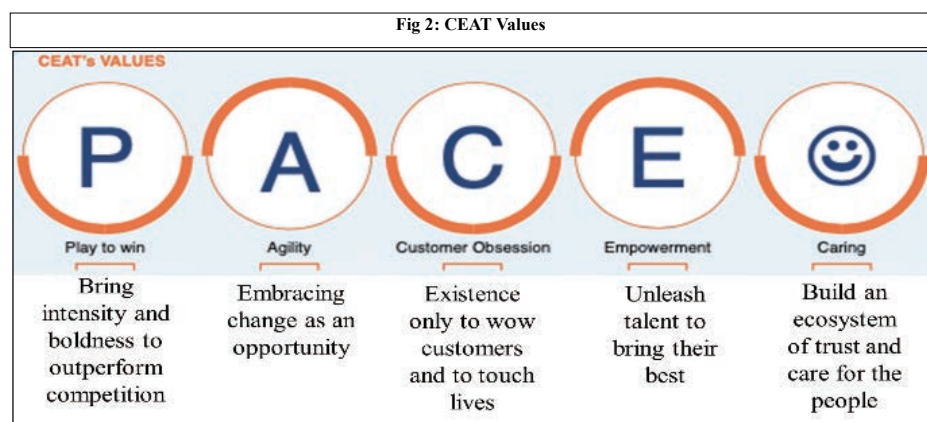 Fig 2: CEAT Values
CEAT's VALUES
P
A
C
E
Play to win
Agility
Customer Obsession
Empowerment
Caring
Bring
intensity and
boldness to
outperform
competition
Embracing
change as an
opportunity
Existence
only to wow
customers
and to touch
lives
Unleash
talent to
bring their
best
Build an
ecosystem
of trust and
care for the
people